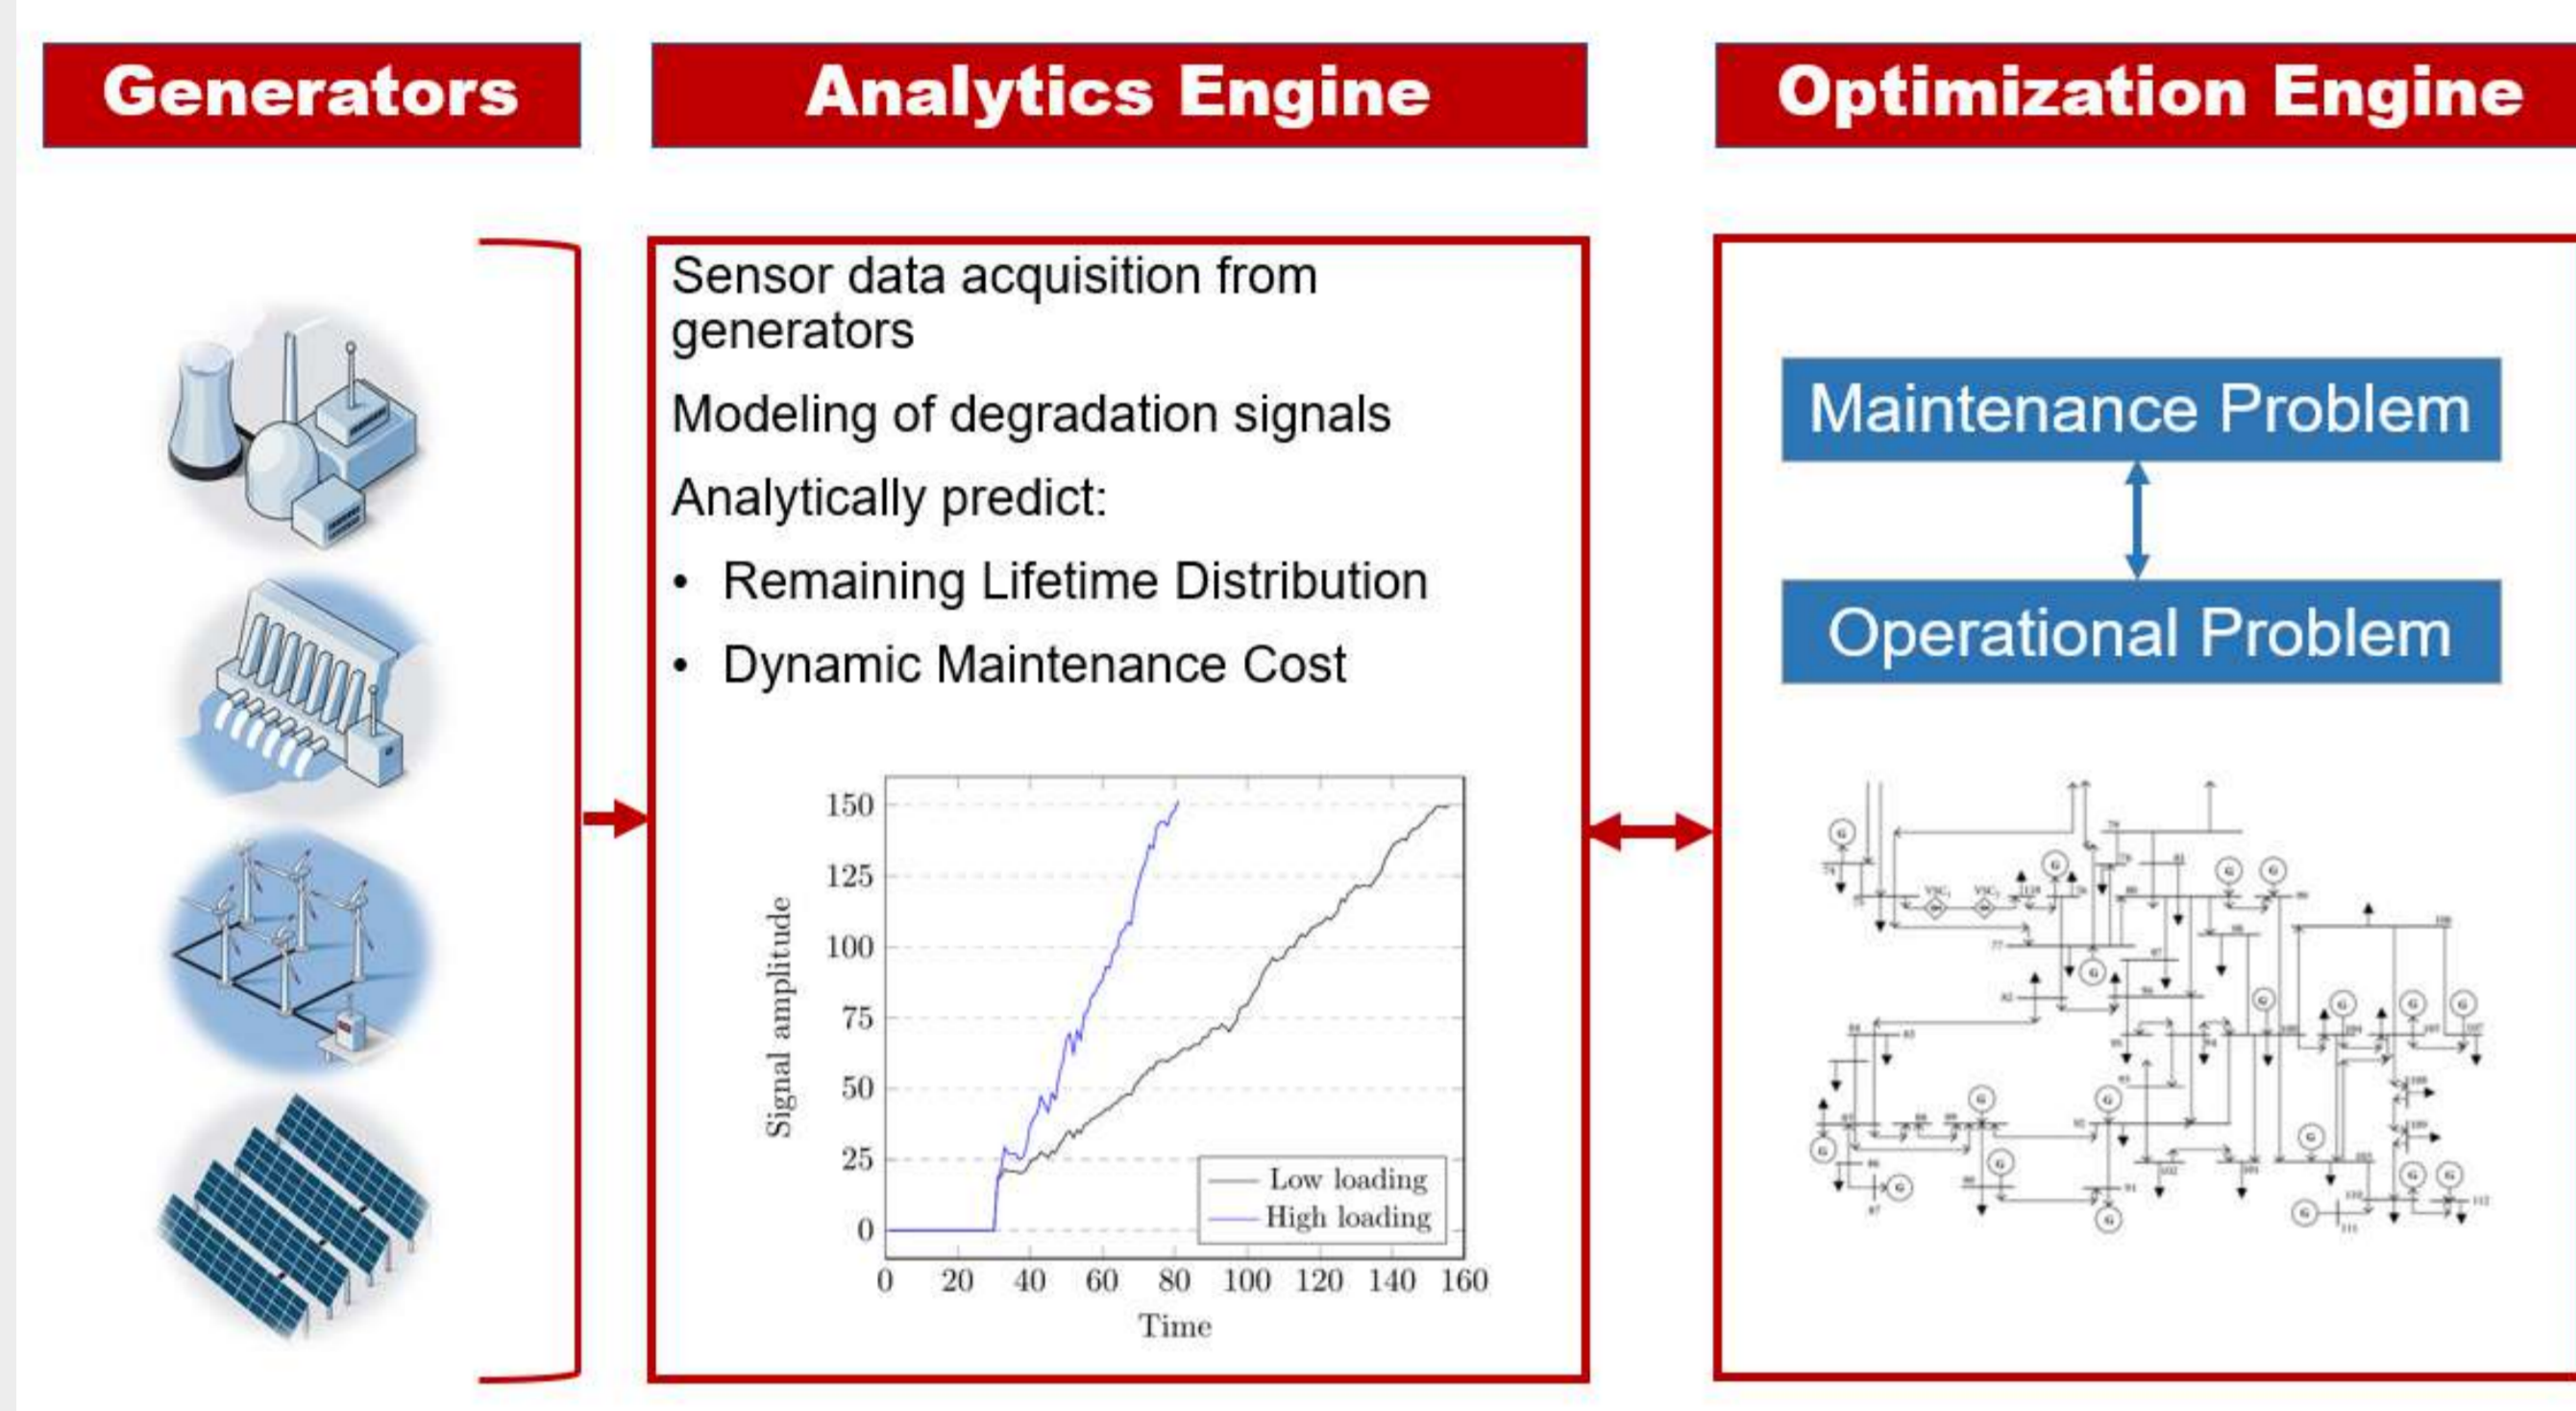 Generators
Analytics Engine
Optimization Engine
Sensor data acquisition from
generators
Modeling of degradation signals
Analytically predict:
• Remaining Lifetime Distribution
• Dynamic Maintenance Cost
150
125
100
75
50
25
0
Signal amplitude
0 20 40 60 80 100 120 140 160
Time
Low loading
High loading
Maintenance Problem
Operational Problem